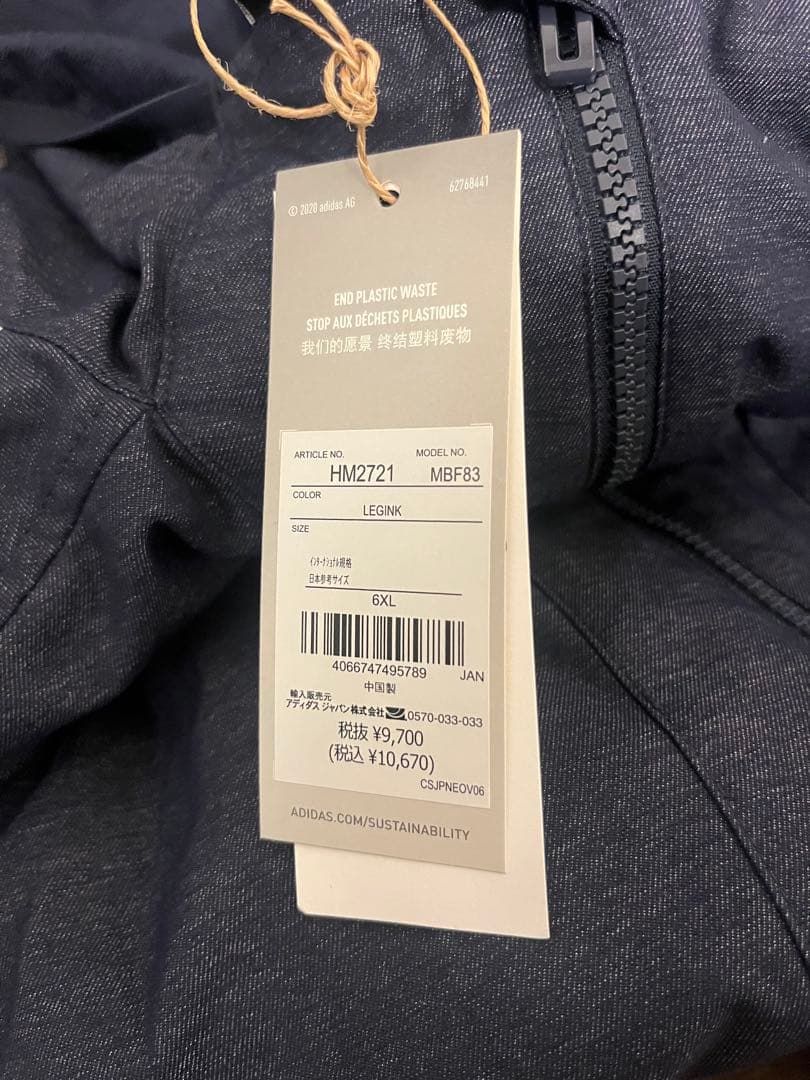 © 2020 adidas AG
62768441
END PLASTIC WASTE
STOP AUX DÉCHETS PLASTIQUES
我们的愿景 终结塑料废物
ARTICLE NO. MODEL NO.
HM2721 MBF83
COLOR
LEGINK
SIZE
ｲﾝﾀｰﾅｼｮﾅﾙ規格
日本参考サイズ
6XL
4066747495789 JAN
中国製
輸入販売元
アディダス ジャパン株式会社 0570-033-033
税抜 ¥9,700
(税込 ¥10,670)
CSJPNEOV06
ADIDAS.COM/SUSTAINABILITY